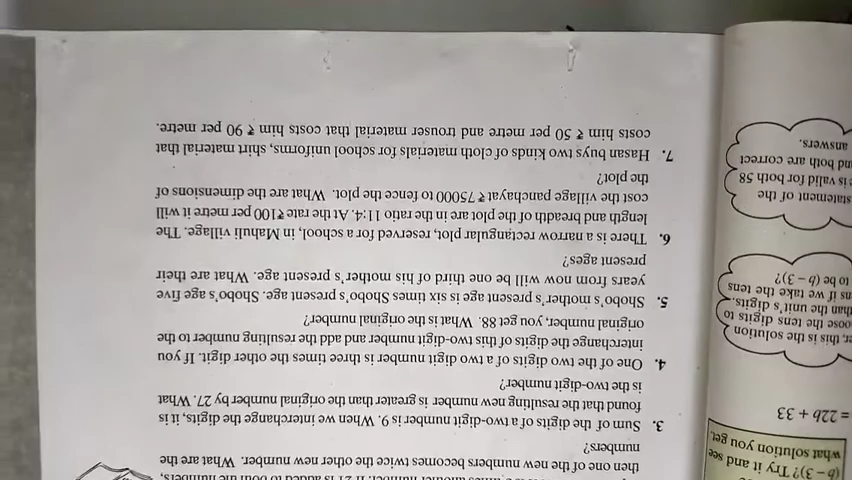 then one of the new numbers becomes twice the other new number. What are the
numbers?
3. Sum of the digits of a two-digit number is 9. When we interchange the digits, it is
found that the resulting new number is greater than the original number by 27. What
is the two-digit number?
4. One of the two digits of a two digit number is three times the other digit. If you
interchange the digits of this two-digit number and add the resulting number to the
original number, you get 88. What is the original number?
5. Shobo's mother's present age is six times Shobo's present age. Shobo's age five
years from now will be one third of his mother's present age. What are their
present ages?
6. There is a narrow rectangular plot, reserved for a school, in Mahuli village. The
length and breadth of the plot are in the ratio 11:4. At the rate ₹100 per metre it will
cost the village panchayat ₹ 75000 to fence the plot. What are the dimensions of
the plot?
7. Hasan buys two kinds of cloth materials for school uniforms, shirt material that
costs him ₹ 50 per metre and trouser material that costs him ₹ 90 per metre.
(b – 3)? Try it and see
what solution you get.
= 22b + 33
this is the solution
oose the tens digits to
than the unit's digits.
ns if we take the tens
to be (b – 3)?
statement of the
is valid for both 58
nd both are correct
answers.